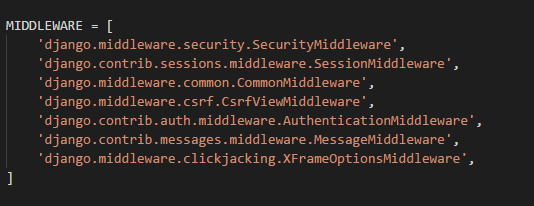 MIDDLEWARE = [
    'django.middleware.security.SecurityMiddleware',
    'django.contrib.sessions.middleware.SessionMiddleware',
    'django.middleware.common.CommonMiddleware',
    'django.middleware.csrf.CsrfViewMiddleware',
    'django.contrib.auth.middleware.AuthenticationMiddleware',
    'django.contrib.messages.middleware.MessageMiddleware',
    'django.middleware.clickjacking.XFrameOptionsMiddleware',
]